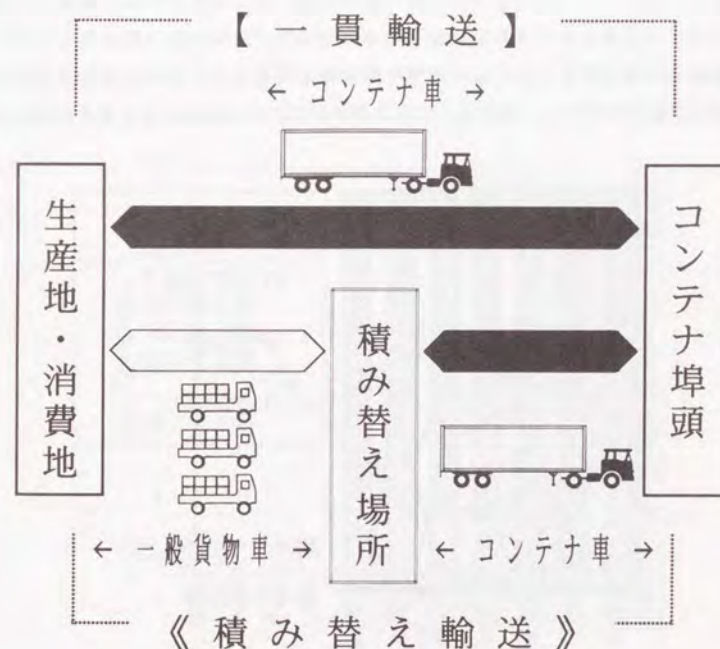 【一貫輸送】
← コンテナ車 →
生産地・消費地
積み替え場所
コンテナ埠頭
← 一般貨物車 →
← コンテナ車 →
《積み替え輸送》